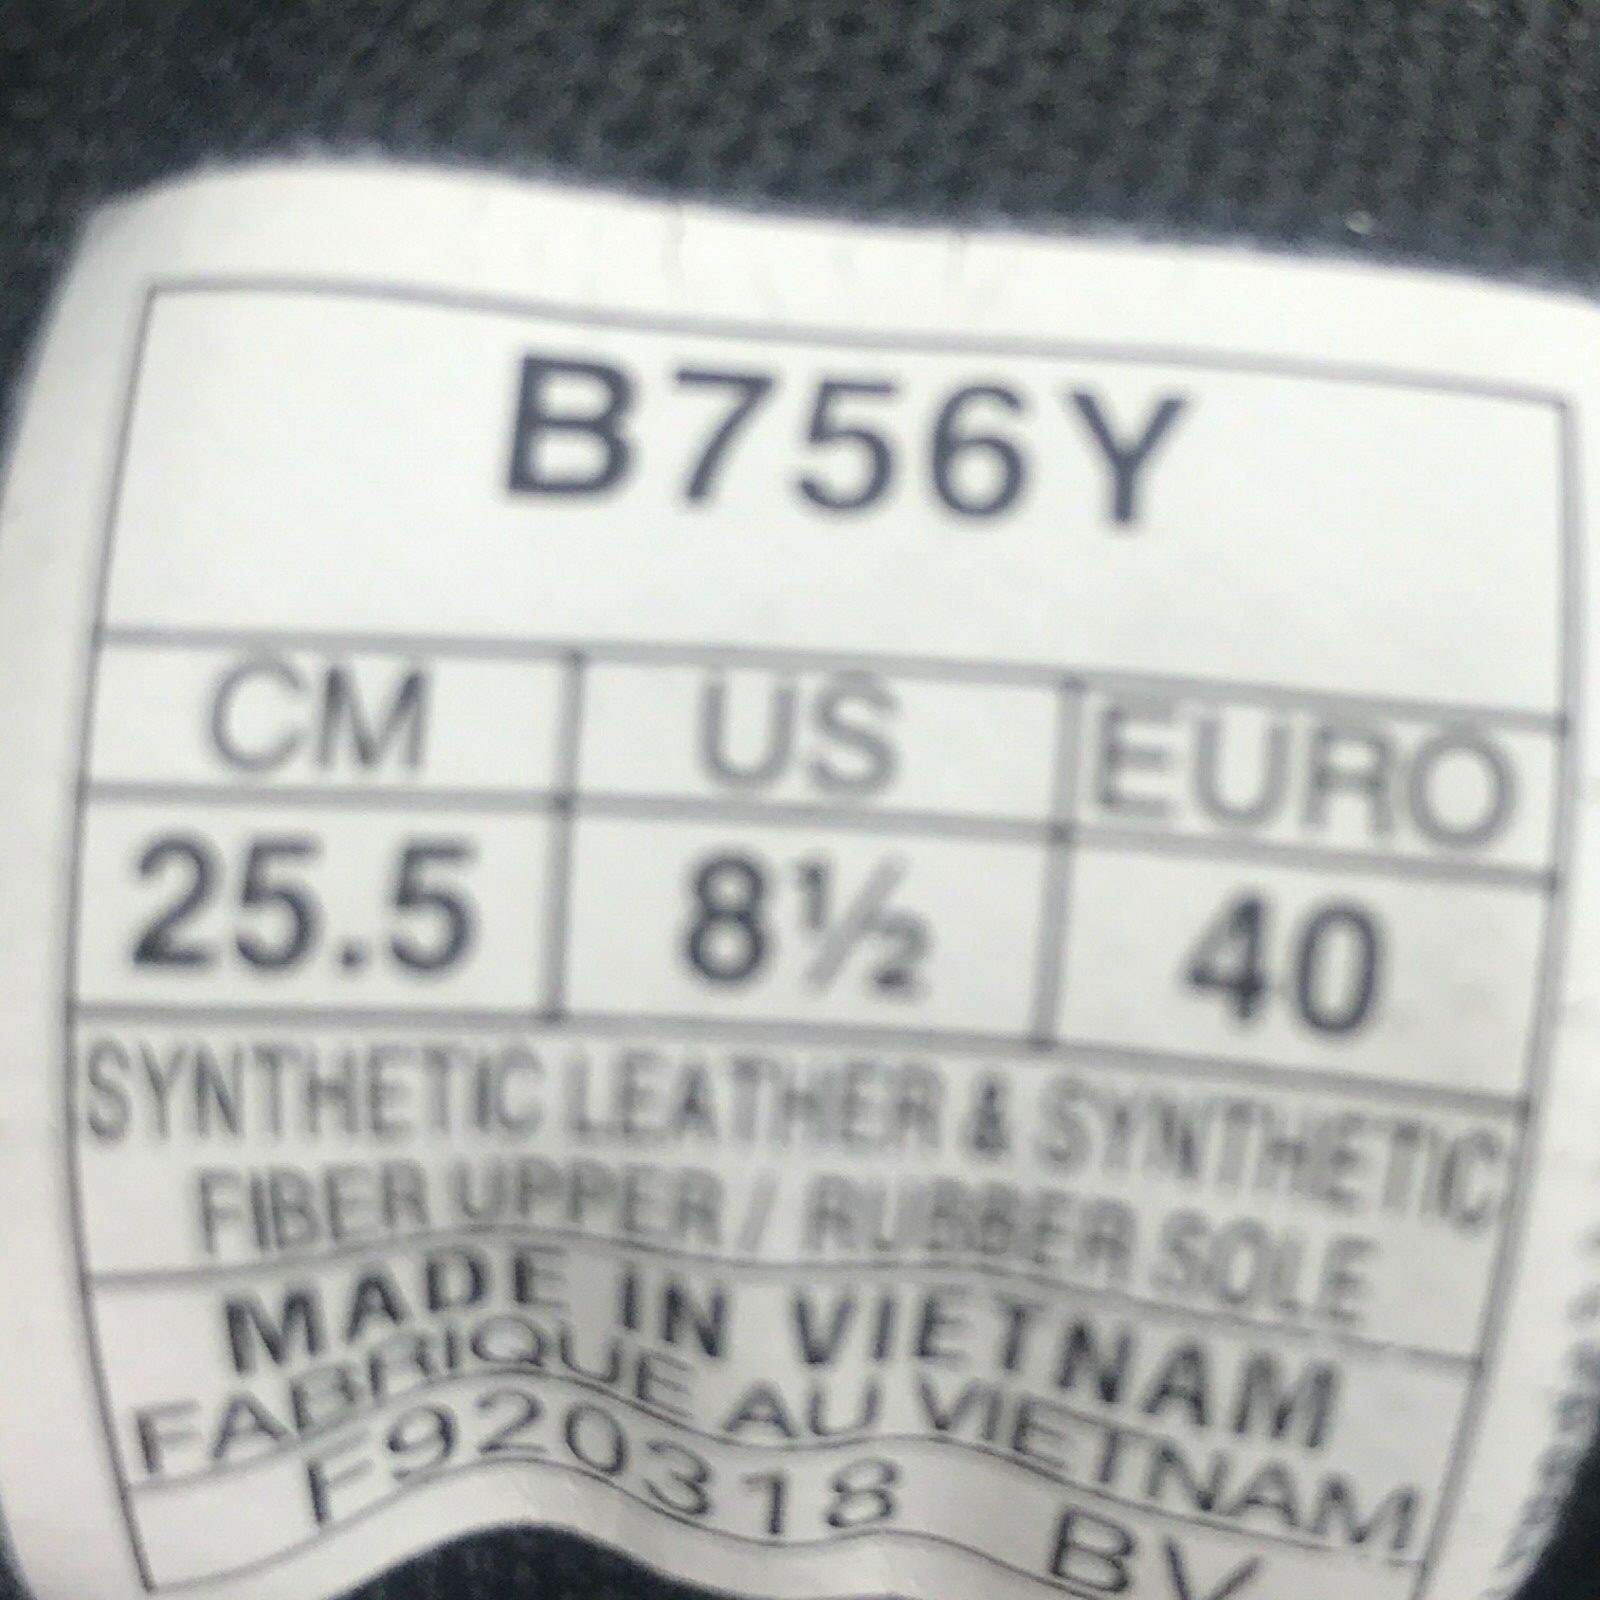 B756Y
CM US EURO
25.5 8½ 40
SYNTHETIC LEATHER & SYNTHETIC
FIBER UPPER / RUBBER SOLE
MADE IN VIETNAM
FABRIQUE AU VIETNAM
F920318 BV